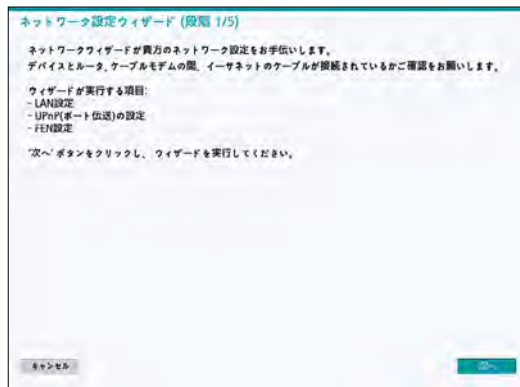 ネットワーク設定ウィザード (段階 1/5)
ネットワークウィザードが貴方のネットワーク設定をお手伝いします。
デバイスとルータ、ケーブルモデムの間、イーサネットのケーブルが接続されているかご確認をお願いします。
ウィザードが実行する項目:
- LAN設定
- UPnP(ポート伝送)の設定
- FEN設定
'次へ' ボタンをクリックし、ウィザードを実行してください。
キャンセル
次へ